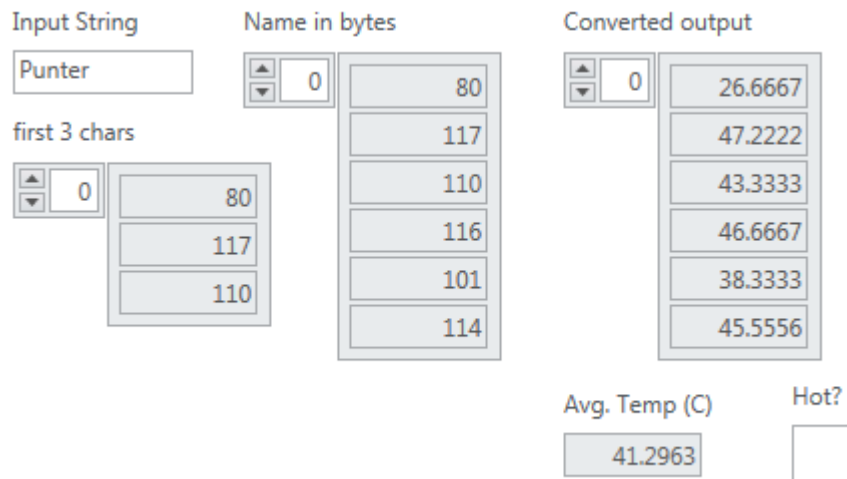 Input String
Name in bytes
Converted output
Punter
0
80
117
110
116
101
114
0
26.6667
47.2222
43.3333
46.6667
38.3333
45.5556
first 3 chars
0
80
117
110
Avg. Temp (C)
Hot?
41.2963